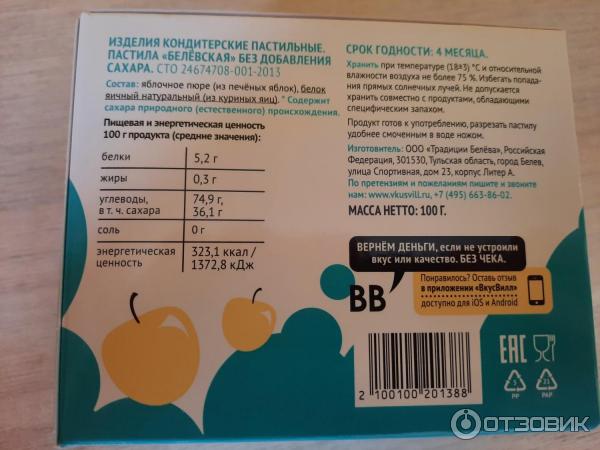 ИЗДЕЛИЯ КОНДИТЕРСКИЕ ПАСТИЛЬНЫЕ.
ПАСТИЛА «БЕЛЁВСКАЯ» БЕЗ ДОБАВЛЕНИЯ
САХАРА. СТО 24674708-001-2013
Состав: яблочное пюре (из печёных яблок), белок
яичный натуральный (из куриных яиц). * Содержит
сахара природного (естественного) происхождения.
Пищевая и энергетическая ценность
100 г продукта (средние значения):
белки 5,2 г
жиры 0,3 г
углеводы, 74,9 г,
в т. ч. сахара 36,1 г
соль 0 г
энергетическая 323,1 ккал/
ценность 1372,8 кДж
СРОК ГОДНОСТИ: 4 МЕСЯЦА.
Хранить при температуре (18±3) °С и относительной
влажности воздуха не более 75 %. Избегать попада-
ния прямых солнечных лучей. Не допускается
хранить совместно с продуктами, обладающими
специфическим запахом.
Продукт готов к употреблению, разрезать пастилу
удобнее смоченным в воде ножом.
Изготовитель: ООО «Традиции Белёва», Российская
Федерация, 301530, Тульская область, город Белев,
улица Спортивная, дом 23, корпус Литер А.
По претензиям и пожеланиям пишите и звоните
нам: www.vkusvill.ru, +7 (495) 663-86-02.
МАССА НЕТТО: 100 Г.
ВЕРНЁМ ДЕНЬГИ, если не устроили
вкус или качество. БЕЗ ЧЕКА.
ВВ
Понравилось? Оставь отзыв
в приложении «ВкусВилл»
доступно для iOS и Android
2 100100 201388
EAC
5
PP
21
PAP
ОТЗОВИК